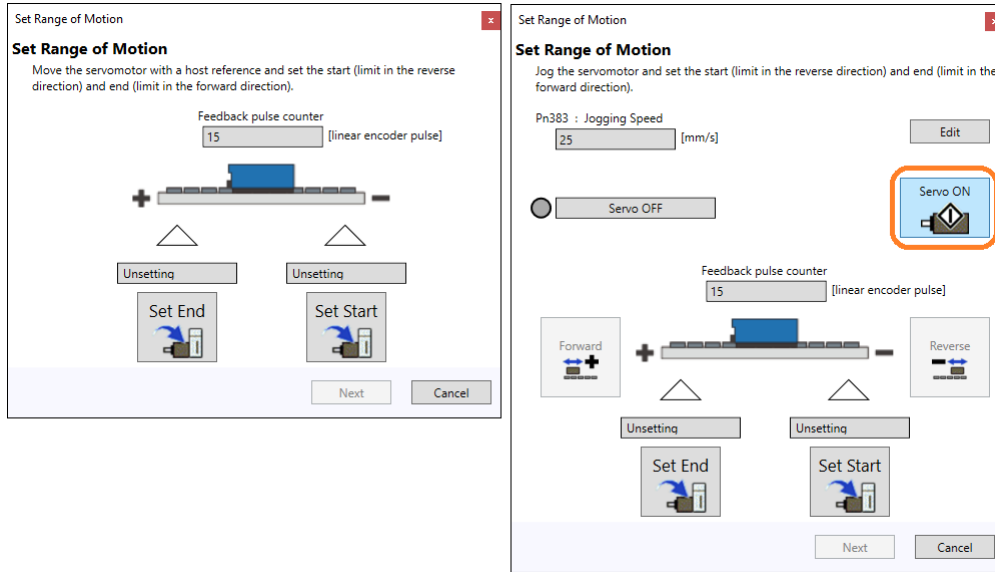 Set Range of Motion
x
Set Range of Motion
Move the servomotor with a host reference and set the start (limit in the reverse
direction) and end (limit in the forward direction).
Feedback pulse counter
15 [linear encoder pulse]
+ −
Unsetting Unsetting
Set End Set Start
Next Cancel
Set Range of Motion
x
Set Range of Motion
Jog the servomotor and set the start (limit in the reverse direction) and end (limit in the
forward direction).
Pn383 : Jogging Speed
25 [mm/s] Edit
Servo OFF Servo ON
Feedback pulse counter
15 [linear encoder pulse]
Forward + − Reverse
Unsetting Unsetting
Set End Set Start
Next Cancel